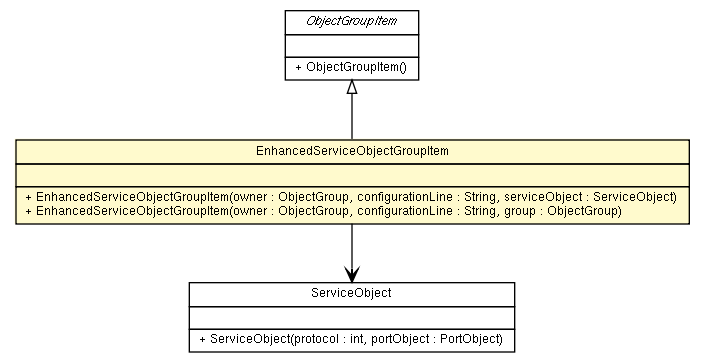 ObjectGroupItem
+ ObjectGroupItem()
EnhancedServiceObjectGroupItem
+ EnhancedServiceObjectGroupItem(owner : ObjectGroup, configurationLine : String, serviceObject : ServiceObject)
+ EnhancedServiceObjectGroupItem(owner : ObjectGroup, configurationLine : String, group : ObjectGroup)
ServiceObject
+ ServiceObject(protocol : int, portObject : PortObject)